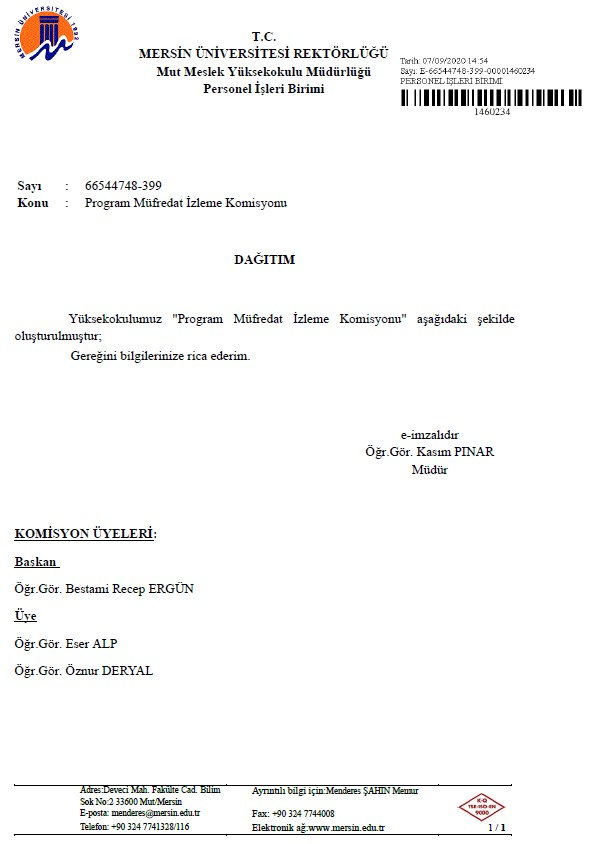 MERSİN ÜNİVERSİTESİ 1992
T.C.
MERSİN ÜNİVERSİTESİ REKTÖRLÜĞÜ
Mut Meslek Yüksekokulu Müdürlüğü
Personel İşleri Birimi
Tarih: 07/09/2020 14:54
Sayı: E-66544748-399-00001460234
PERSONEL İŞLERİ BİRİMİ
1460234
Sayı : 66544748-399
Konu : Program Müfredat İzleme Komisyonu
DAĞITIM
Yüksekokulumuz "Program Müfredat İzleme Komisyonu" aşağıdaki şekilde
oluşturulmuştur;
Gereğini bilgilerinize rica ederim.
e-imzalıdır
Öğr.Gör. Kasım PINAR
Müdür
KOMİSYON ÜYELERİ:
Başkan
Öğr.Gör. Bestami Recep ERGÜN
Üye
Öğr.Gör. Eser ALP
Öğr.Gör. Öznur DERYAL
Adres:Deveci Mah. Fakülte Cad. Bilim
Sok No:2 33600 Mut/Mersin
E-posta: menderes@mersin.edu.tr
Telefon: +90 324 7741328/116
Ayrıntılı bilgi için:Menderes ŞAHIN Memur
Fax: +90 324 7744008
Elektronik ağ:www.mersin.edu.tr
K-Q
TSE-ISO-EN
9000
1 / 1